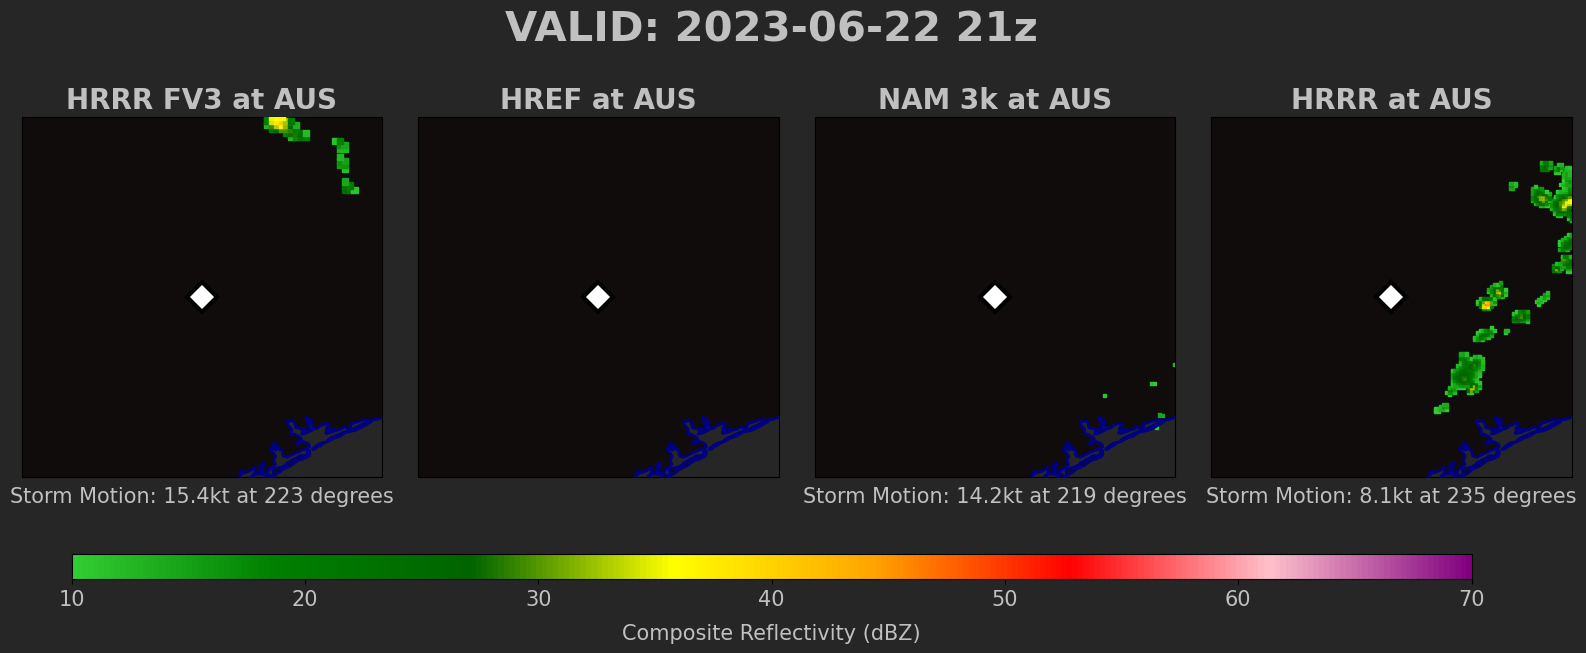 VALID: 2023-06-22 21z
HRRR FV3 at AUS
HREF at AUS
NAM 3k at AUS
HRRR at AUS
Storm Motion: 15.4kt at 223 degrees
Storm Motion: 14.2kt at 219 degrees
Storm Motion: 8.1kt at 235 degrees
10 20 30 40 50 60 70
Composite Reflectivity (dBZ)